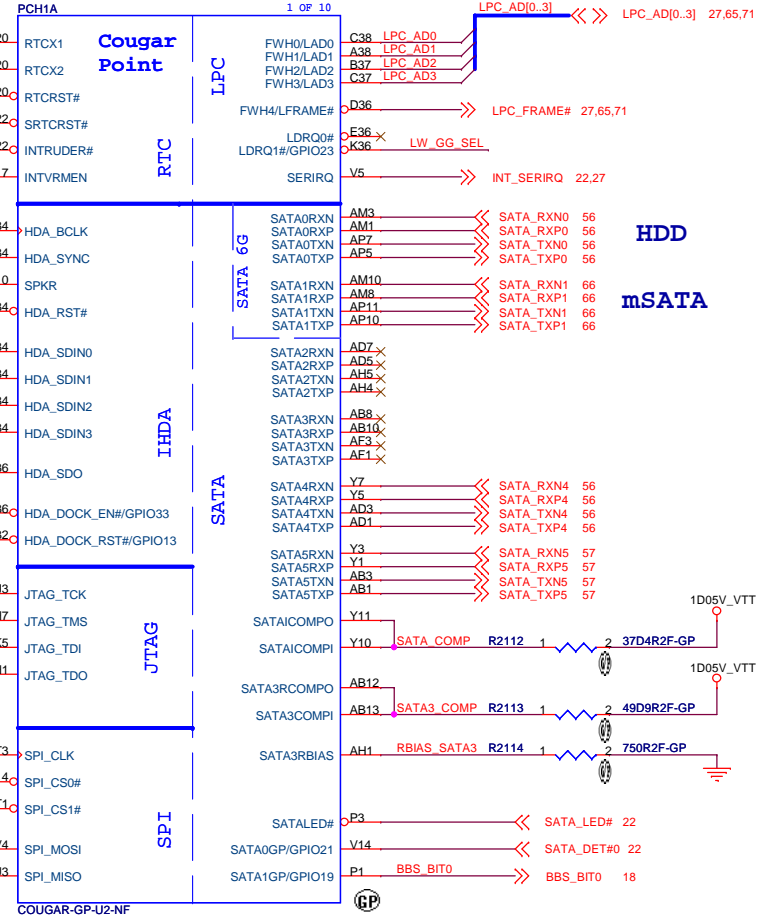 PCH1A 1 OF 10
Cougar
Point
RTC
LPC
RTCX1
RTCX2
RTCRST#
SRTCRST#
INTRUDER#
INTVRMEN
FWH0/LAD0 C38 LPC_AD0
FWH1/LAD1 A38 LPC_AD1
FWH2/LAD2 B37 LPC_AD2
FWH3/LAD3 C37 LPC_AD3
LPC_AD[0..3] LPC_AD[0..3] 27,65,71
FWH4/LFRAME# D36 LPC_FRAME# 27,65,71
LDRQ0# E36
LDRQ1#/GPIO23 K36 LW_GG_SEL
SERIRQ V5 INT_SERIRQ 22,27
IHDA
HDA_BCLK
HDA_SYNC
SPKR
HDA_RST#
HDA_SDIN0
HDA_SDIN1
HDA_SDIN2
HDA_SDIN3
HDA_SDO
HDA_DOCK_EN#/GPIO33
HDA_DOCK_RST#/GPIO13
SATA 6G
SATA
SATA0RXN AM3 SATA_RXN0 56
SATA0RXP AM1 SATA_RXP0 56
SATA0TXN AP7 SATA_TXN0 56
SATA0TXP AP5 SATA_TXP0 56
HDD
SATA1RXN AM10 SATA_RXN1 66
SATA1RXP AM8 SATA_RXP1 66
SATA1TXN AP11 SATA_TXN1 66
SATA1TXP AP10 SATA_TXP1 66
mSATA
SATA2RXN AD7
SATA2RXP AD5
SATA2TXN AH5
SATA2TXP AH4
SATA3RXN AB8
SATA3RXP AB10
SATA3TXN AF3
SATA3TXP AF1
SATA4RXN Y7 SATA_RXN4 56
SATA4RXP Y5 SATA_RXP4 56
SATA4TXN AD3 SATA_TXN4 56
SATA4TXP AD1 SATA_TXP4 56
SATA5RXN Y3 SATA_RXN5 57
SATA5RXP Y1 SATA_RXP5 57
SATA5TXN AB3 SATA_TXN5 57
SATA5TXP AB1 SATA_TXP5 57
JTAG
JTAG_TCK
JTAG_TMS
JTAG_TDI
JTAG_TDO
SATAICOMPO Y11
1D05V_VTT
SATAICOMPI Y10 SATA_COMP R2112 1 2 37D4R2F-GP
SATA3RCOMPO AB12
1D05V_VTT
SATA3COMPI AB13 SATA3_COMP R2113 1 2 49D9R2F-GP
SATA3RBIAS AH1 RBIAS_SATA3 R2114 1 2 750R2F-GP
SPI
SPI_CLK
SPI_CS0#
SPI_CS1#
SPI_MOSI
SPI_MISO
SATALED# P3 SATA_LED# 22
SATA0GP/GPIO21 V14 SATA_DET#0 22
SATA1GP/GPIO19 P1 BBS_BIT0 BBS_BIT0 18
COUGAR-GP-U2-NF
GP